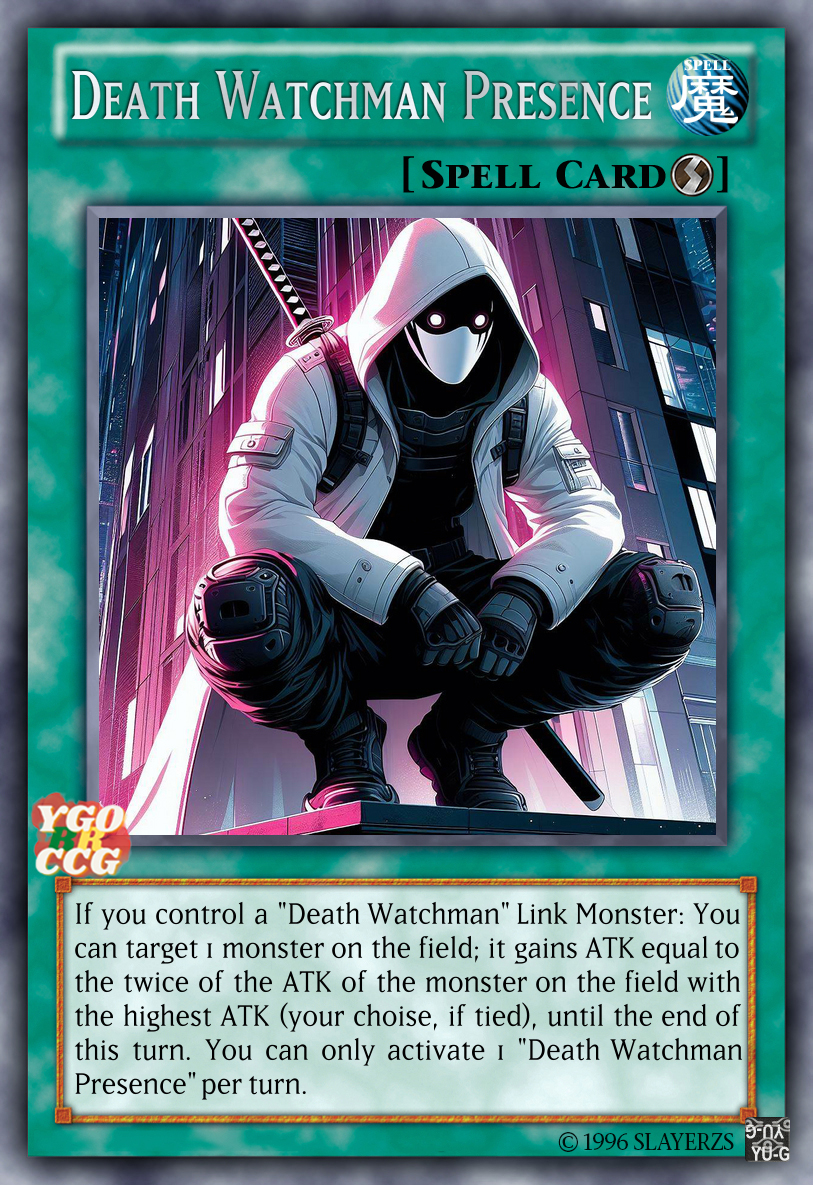 DEATH WATCHMAN PRESENCE
SPELL
魔
[SPELL CARD]
YGO
BR
CCG
If you control a "Death Watchman" Link Monster: You
can target 1 monster on the field; it gains ATK equal to
the twice of the ATK of the monster on the field with
the highest ATK (your choise, if tied), until the end of
this turn. You can only activate 1 "Death Watchman
Presence" per turn.
© 1996 SLAYERZS
YU-G